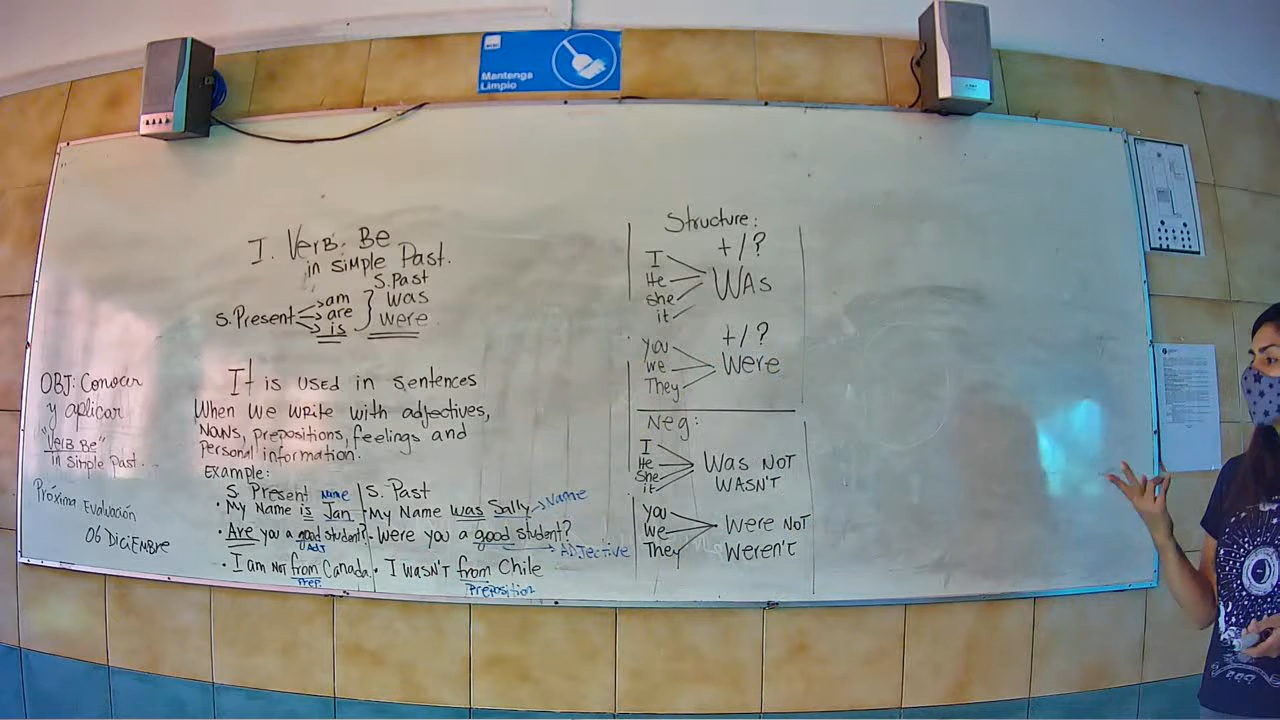 Mantenga
Limpio
I. Verb. Be
in simple Past.
S. Past
S. Present
am
are
is
was
were
OBJ: Conocer
y aplicar
"Verb Be"
in simple Past.
Próxima Evaluación
06 Diciembre
It is used in sentences
When we write with adjectives,
Nouns, prepositions, feelings and
Personal information.
Example:
S. Present
Name
• My Name is Jan
• Are you a good student?
ADJ
• I am not from Canada
Prep.
S. Past
• My Name was Sally → Name
• Were you a good student?
→ ADJective
• I wasn't from Chile
Preposition
Structure:
+/?
I
He
she
it
WAS
+/?
you
we
They
Were
Neg:
I
He
She
it
Was NOT
WASN'T
you
we
They
Were NOT
Weren't